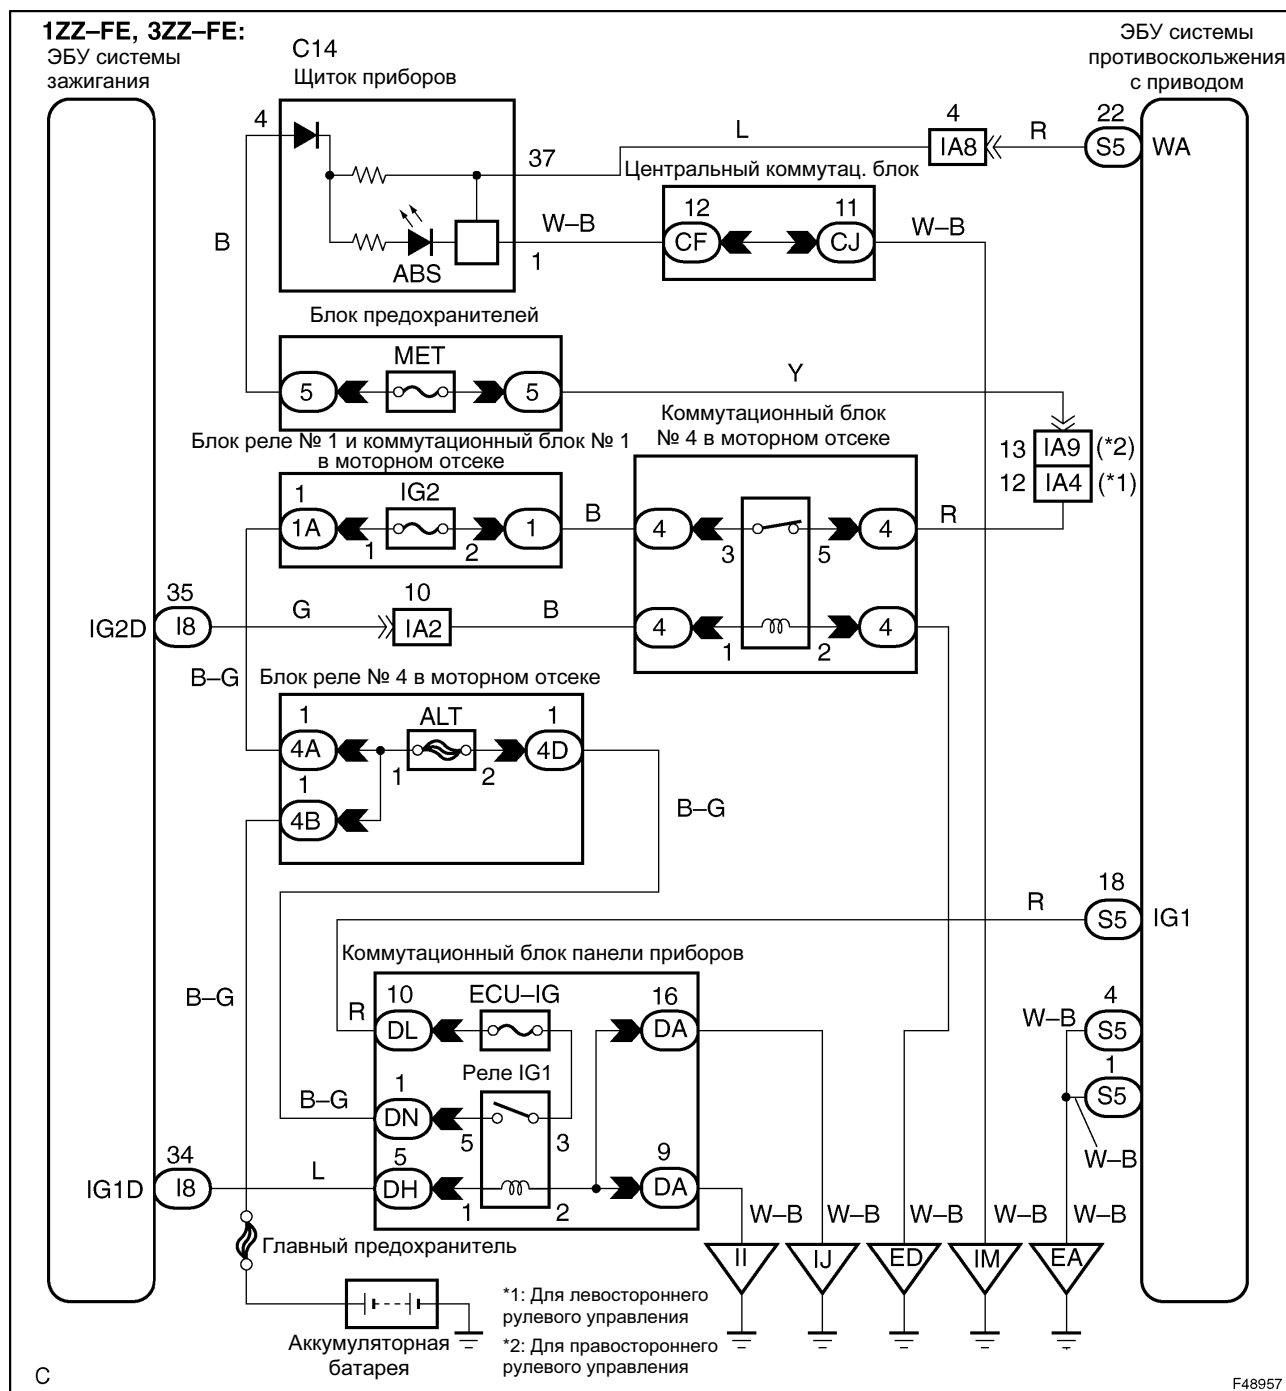 1ZZ–FE, 3ZZ–FE:
ЭБУ системы
зажигания
C14
Щиток приборов
ЭБУ системы
противоскольжения
с приводом
4
37
L
4
IA8
R
22
S5
WA
Центральный коммутац. блок
B
ABS
W–B
1
12
CF
11
CJ
W–B
Блок предохранителей
MET
5
5
Y
Коммутационный блок
№ 4 в моторном отсеке
Блок реле № 1 и коммутационный блок № 1
в моторном отсеке
13
IA9
(*2)
12
IA4
(*1)
1
IG2
1A
1
2
1
B
4
3
5
4
R
35
IG2D
I8
G
10
IA2
B
4
1
2
4
B–G
Блок реле № 4 в моторном отсеке
1
ALT
1
4A
1
2
4D
1
4B
B–G
18
R
S5
IG1
Коммутационный блок панели приборов
B–G
R
10
ECU–IG
16
DL
DA
4
W–B
S5
Реле IG1
1
B–G
DN
5
3
1
S5
W–B
34
IG1D
I8
L
5
DH
1
2
9
DA
W–B
W–B
W–B
W–B
W–B
II
IJ
ED
IM
EA
Главный предохранитель
*1: Для левостороннего
рулевого управления
Аккумуляторная
батарея
*2: Для правостороннего
рулевого управления
C
F48957